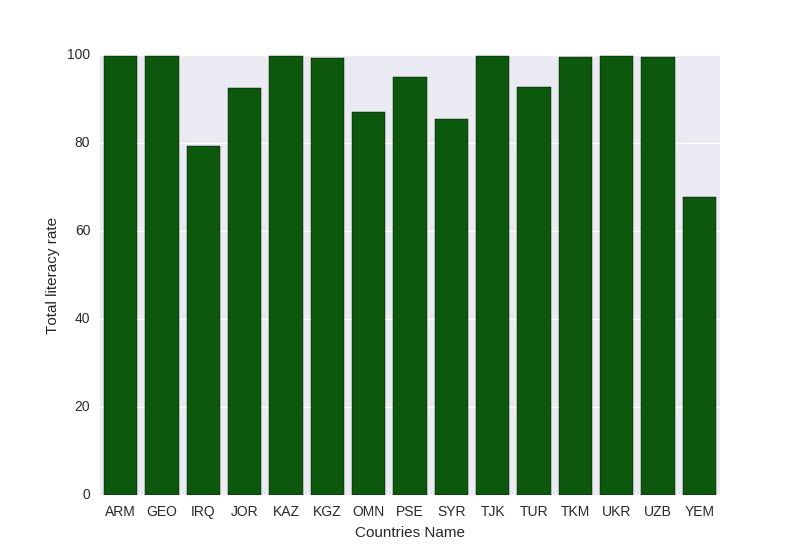 100
80
60
40
20
0
Total literacy rate
ARM GEO IRQ JOR KAZ KGZ OMN PSE SYR TJK TUR TKM UKR UZB YEM
Countries Name